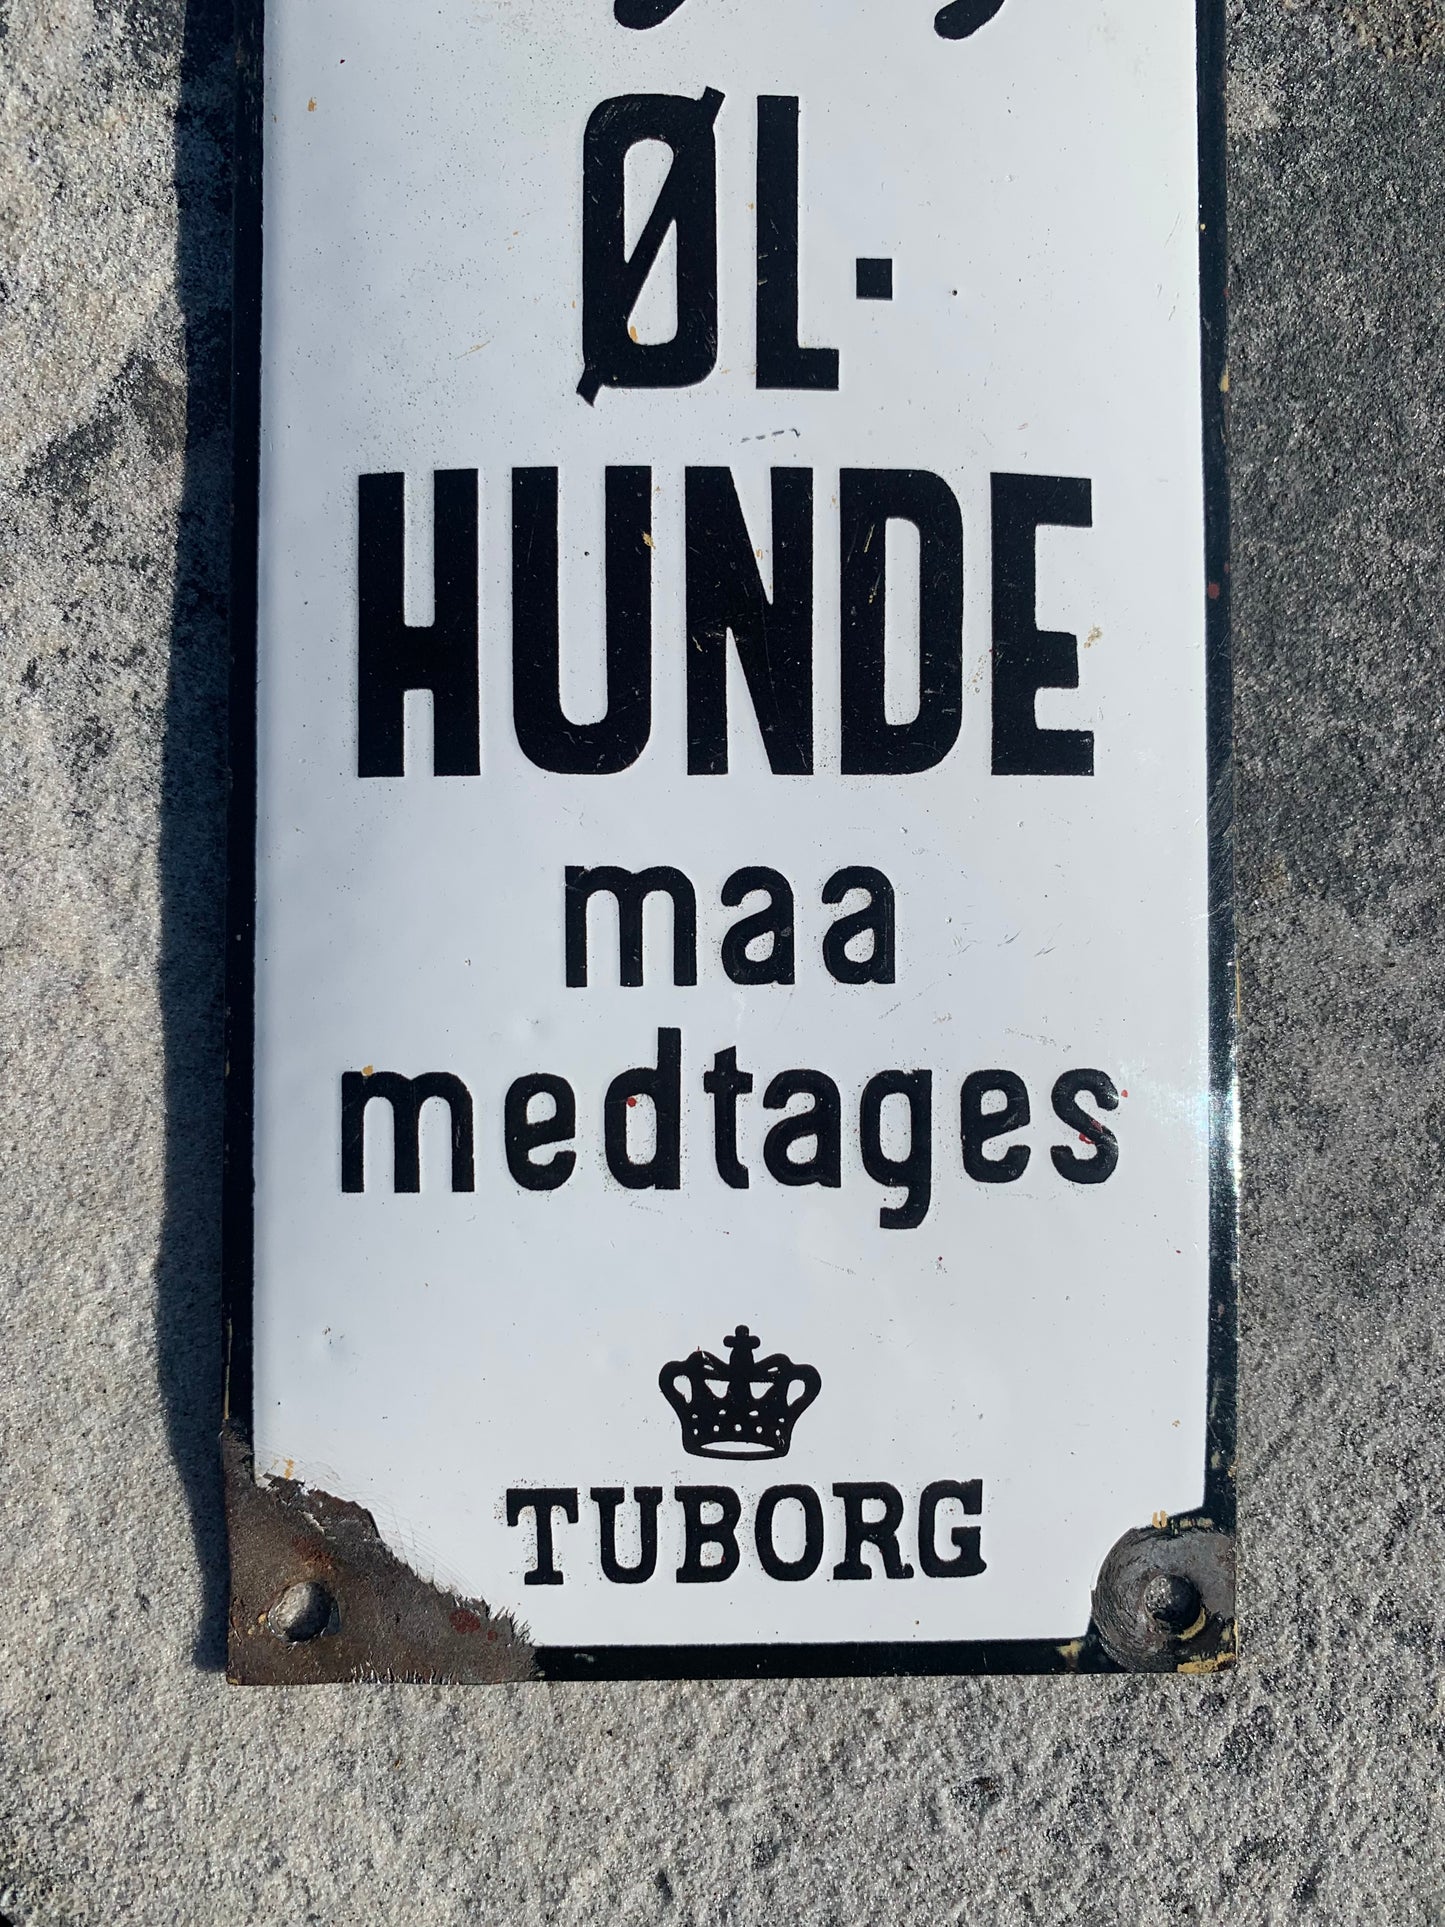 ØL-
HUNDE
maa
medtages
TUBORG